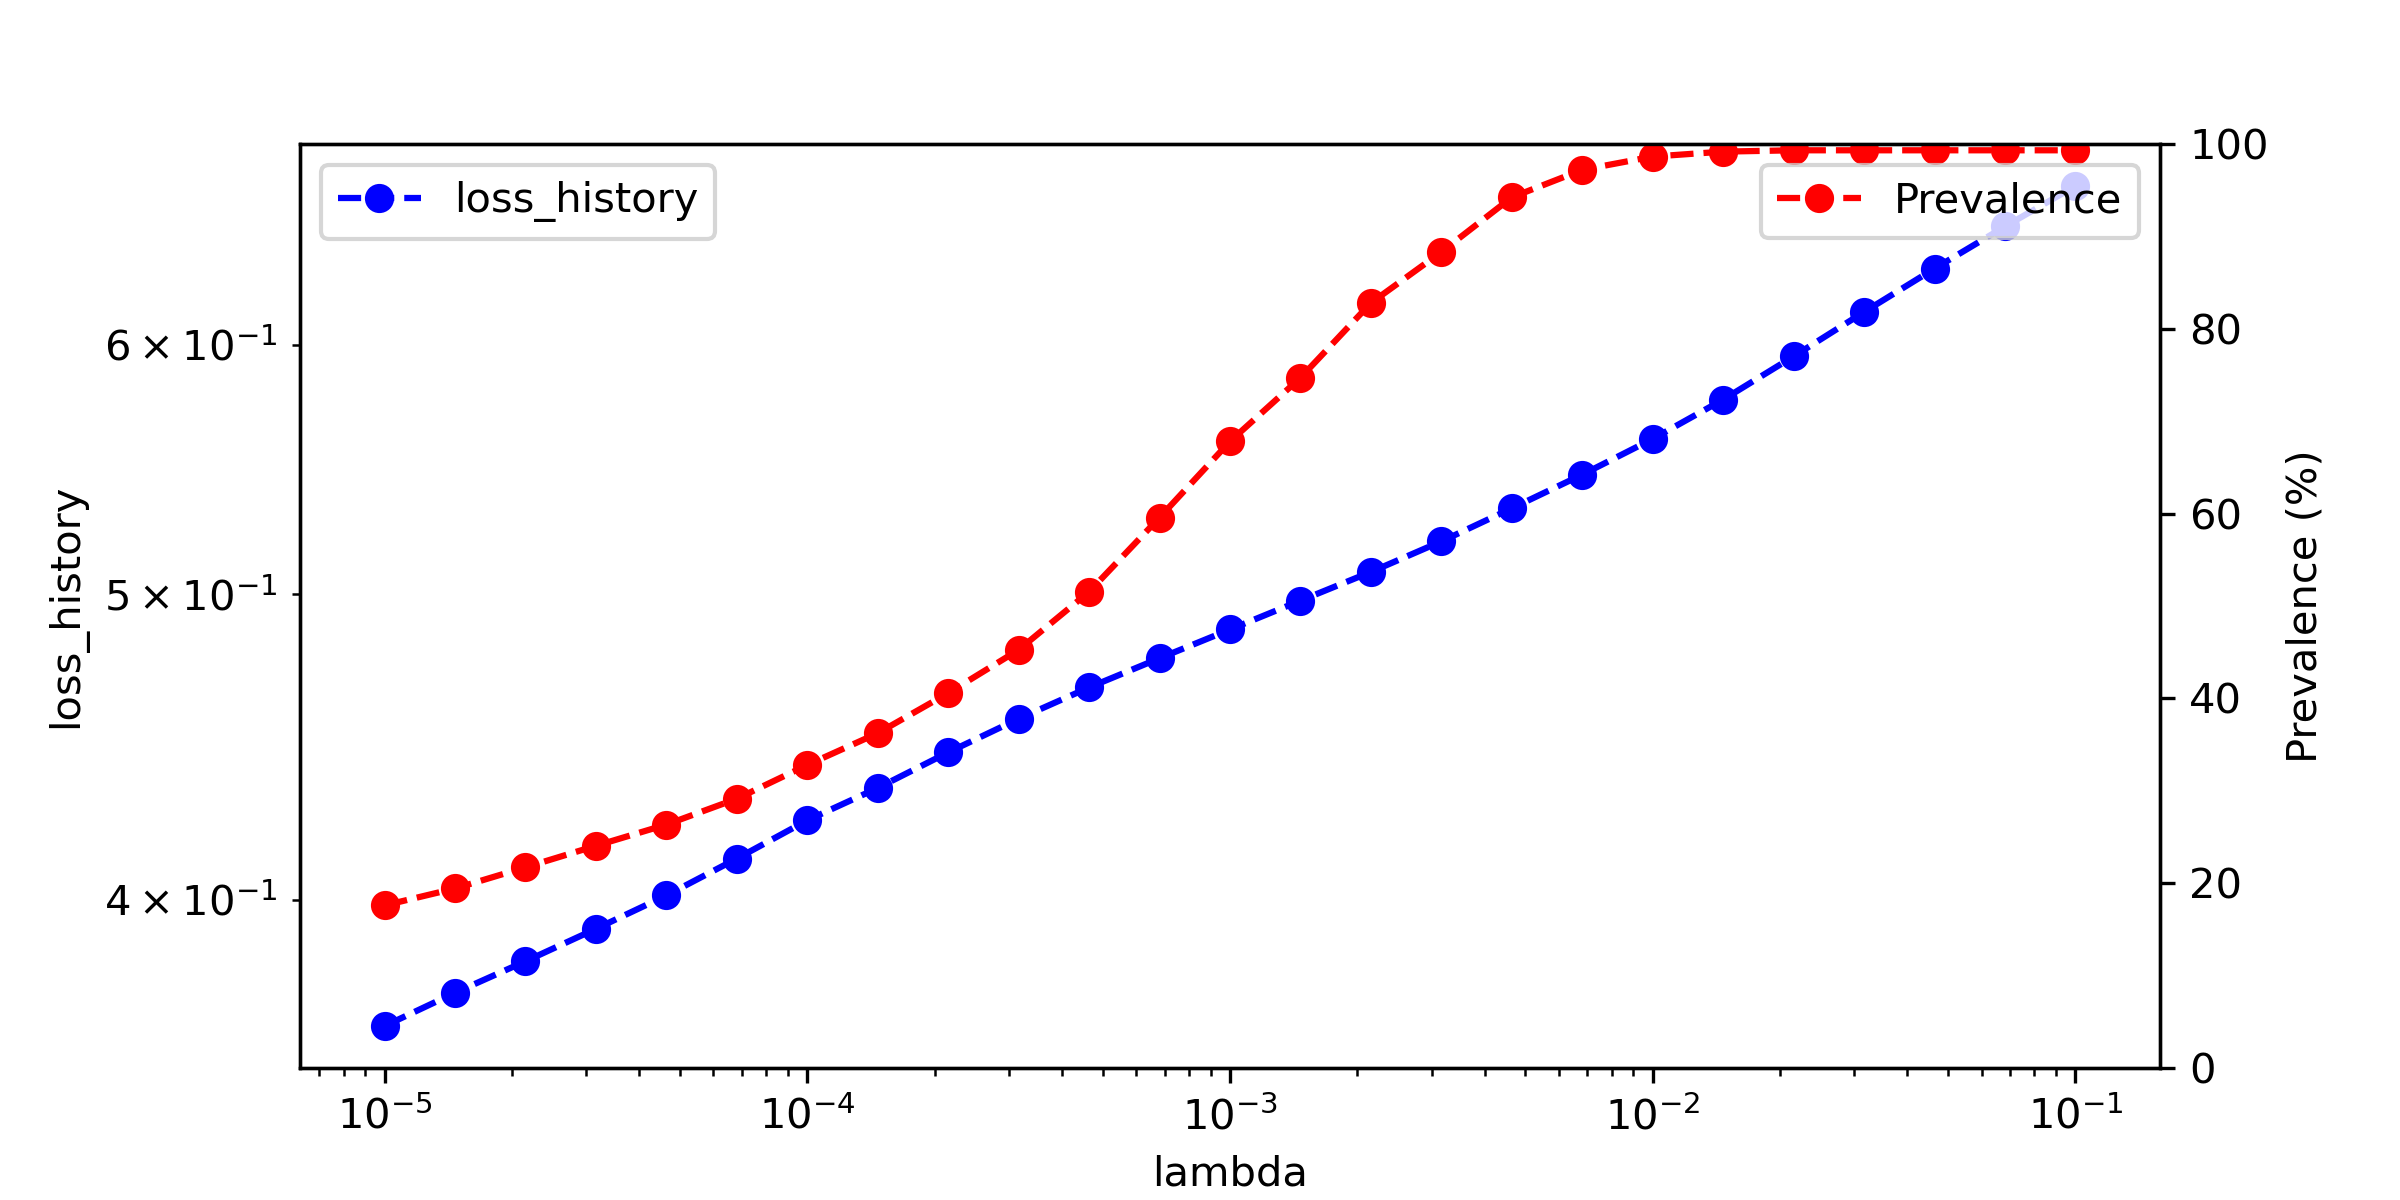 loss_history
Prevalence
6 × 10⁻¹
5 × 10⁻¹
4 × 10⁻¹
loss_history
100
80
60
40
20
0
Prevalence (%)
10⁻⁵ 10⁻⁴ 10⁻³ 10⁻² 10⁻¹
lambda